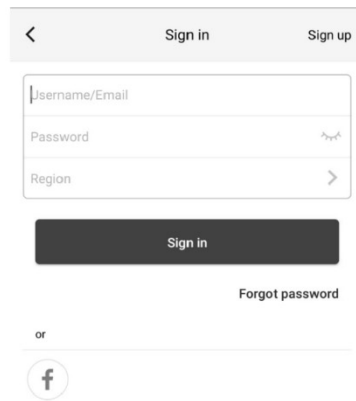 Sign in Sign up
Username/Email
Password
Region
Sign in
Forgot password
or